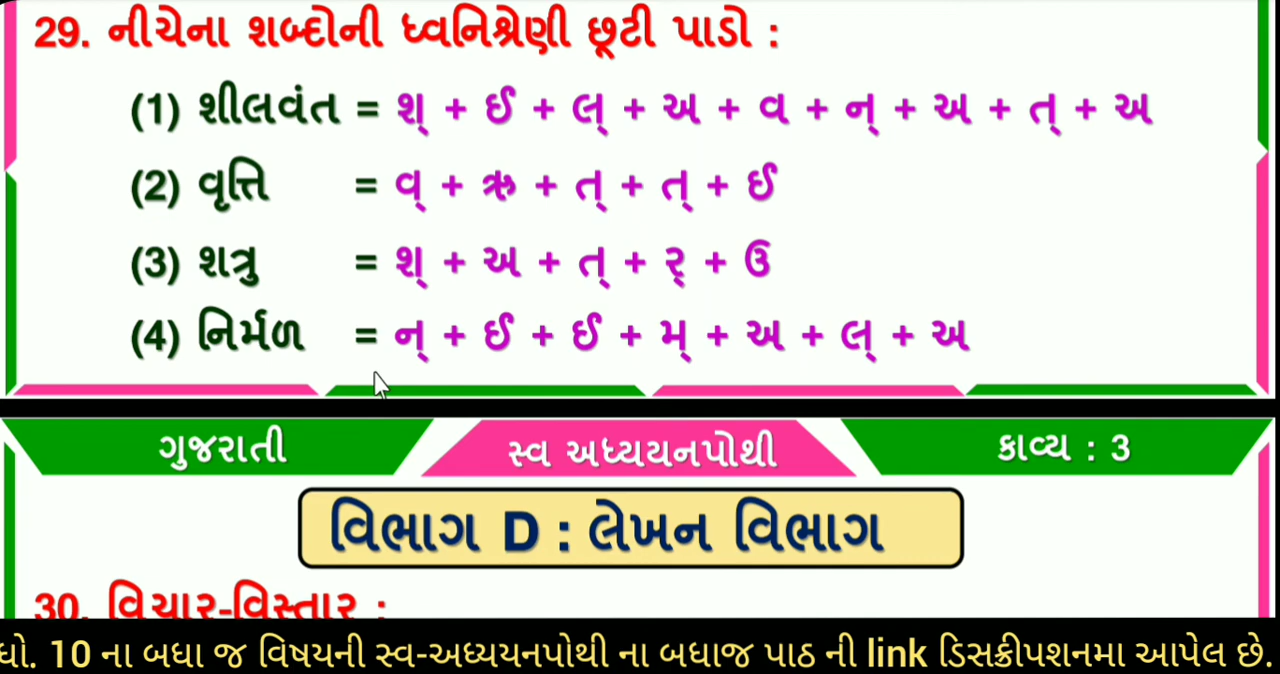 29. નીચેના શબ્દોની ધ્વનિશ્રેણી છૂટી પાડો :
(1) શીલવંત = શ્ + ઈ + લ્ + અ + વ + ન્ + અ + ત્ + અ
(2) વૃત્તિ = વ્ + ઋ + ત્ + ત્ + ઈ
(3) શત્રુ = શ્ + અ + ત્ + ર્ + ઉ
(4) નિર્મળ = ન્ + ઈ + ઈ + મ્ + અ + લ્ + અ
ગુજરાતી સ્વ અધ્યયનપોથી કાવ્ય : 3
વિભાગ D : લેખન વિભાગ
30. વિચાર-વિસ્તાર :
ધો. 10 ના બધા જ વિષયની સ્વ-અધ્યયનપોથી ના બધાજ પાઠ ની link ડિસક્રીપશનમા આપેલ છે.